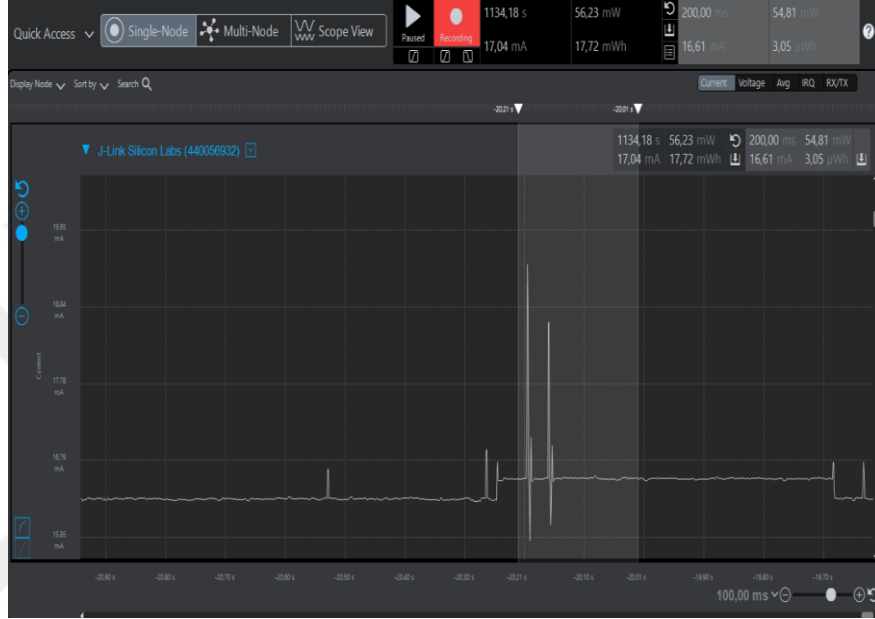 Quick Access Single-Node Multi-Node Scope View Paused Recording
1134,18 s 56,23 mW 200,00 ms 54,81 mW
17,04 mA 17,72 mWh 16,61 mA 3,05 µWh
Display Node Sort by Search Current Voltage Avg IRQ RX/TX
-20,21 s -20,01 s
J-Link Silicon Labs (440056932)
1134,18 s 56,23 mW 200,00 ms 54,81 mW
17,04 mA 17,72 mWh 16,61 mA 3,05 µWh
19,95
mA
18,84
mA
Current
17,78
mA
16,79
mA
15,85
mA
-20,90 s -20,80 s -20,70 s -20,60 s -20,50 s -20,40 s -20,30 s -20,21 s -20,10 s -20,01 s -19,90 s -19,80 s -19,70 s
100,00 ms